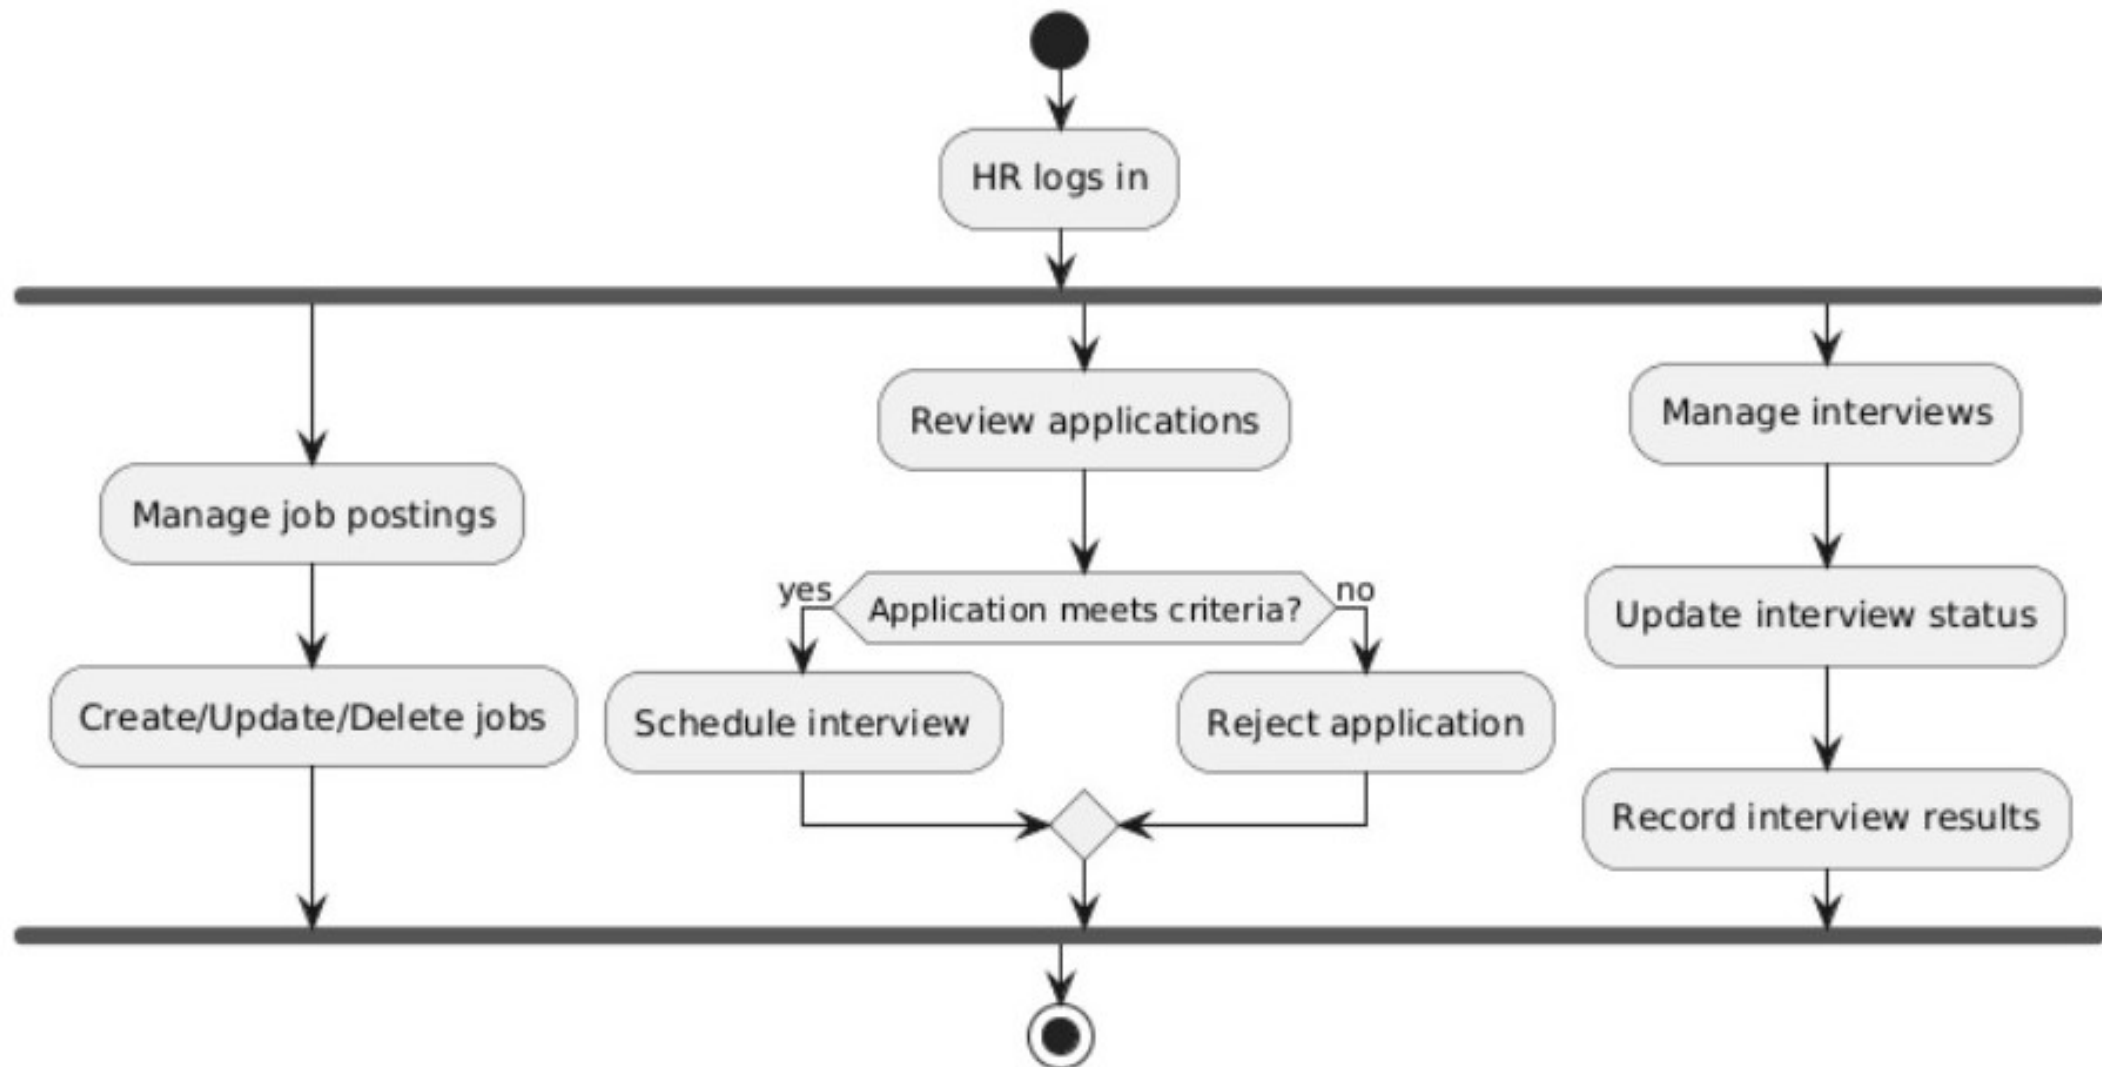 HR logs in
Manage job postings
Create/Update/Delete jobs
Review applications
yes
Application meets criteria?
no
Schedule interview
Reject application
Manage interviews
Update interview status
Record interview results